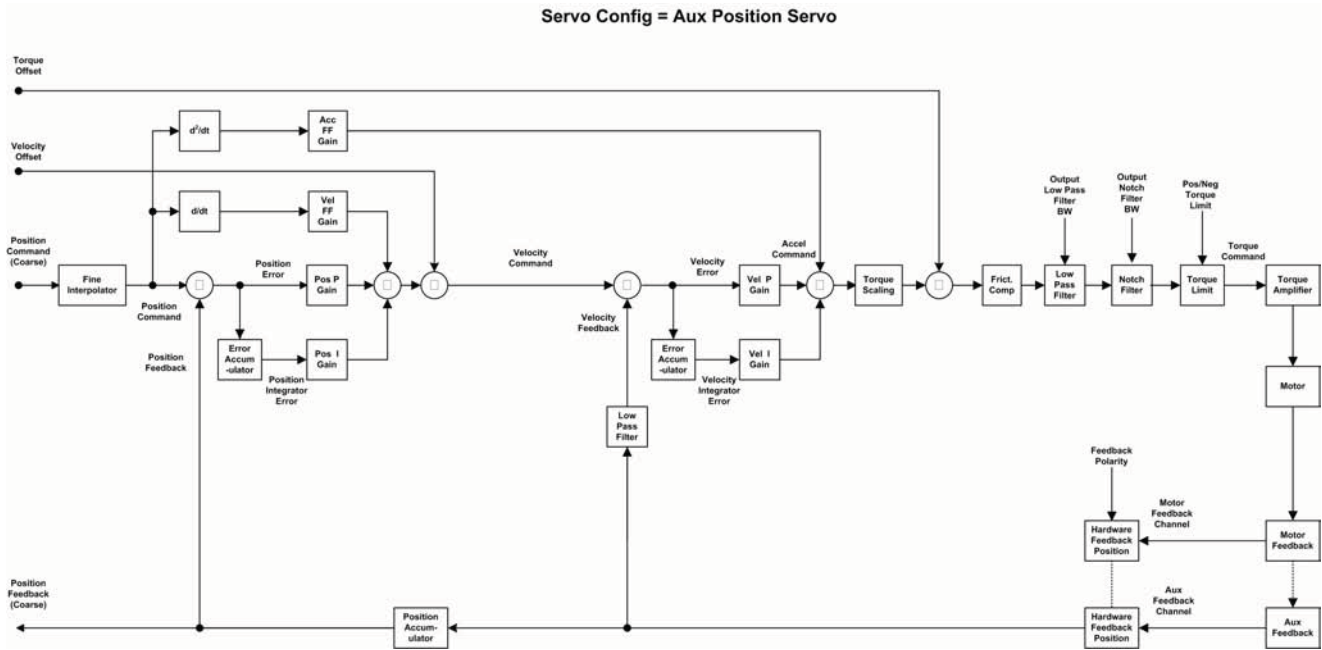 Servo Config = Aux Position Servo
Torque
Offset
d²/dt
Acc
FF
Gain
Velocity
Offset
d/dt
Vel
FF
Gain
Output
Low Pass
Filter
BW
Output
Notch
Filter
BW
Pos/Neg
Torque
Limit
Position
Command
(Coarse)
Fine
Interpolator
Position
Command
Position
Error
Pos P
Gain
Velocity
Command
Velocity
Error
Vel P
Gain
Accel
Command
Torque
Scaling
Frict.
Comp
Low
Pass
Filter
Notch
Filter
Torque
Limit
Torque
Command
Torque
Amplifier
Position
Feedback
Error
Accum-
-ulator
Position
Integrator
Error
Pos I
Gain
Velocity
Feedback
Error
Accum
-ulator
Velocity
Integrator
Error
Vel I
Gain
Motor
Low
Pass
Filter
Feedback
Polarity
Motor
Feedback
Channel
Hardware
Feedback
Position
Motor
Feedback
Position
Feedback
(Coarse)
Position
Accum-
ulator
Aux
Feedback
Channel
Hardware
Feedback
Position
Aux
Feedback